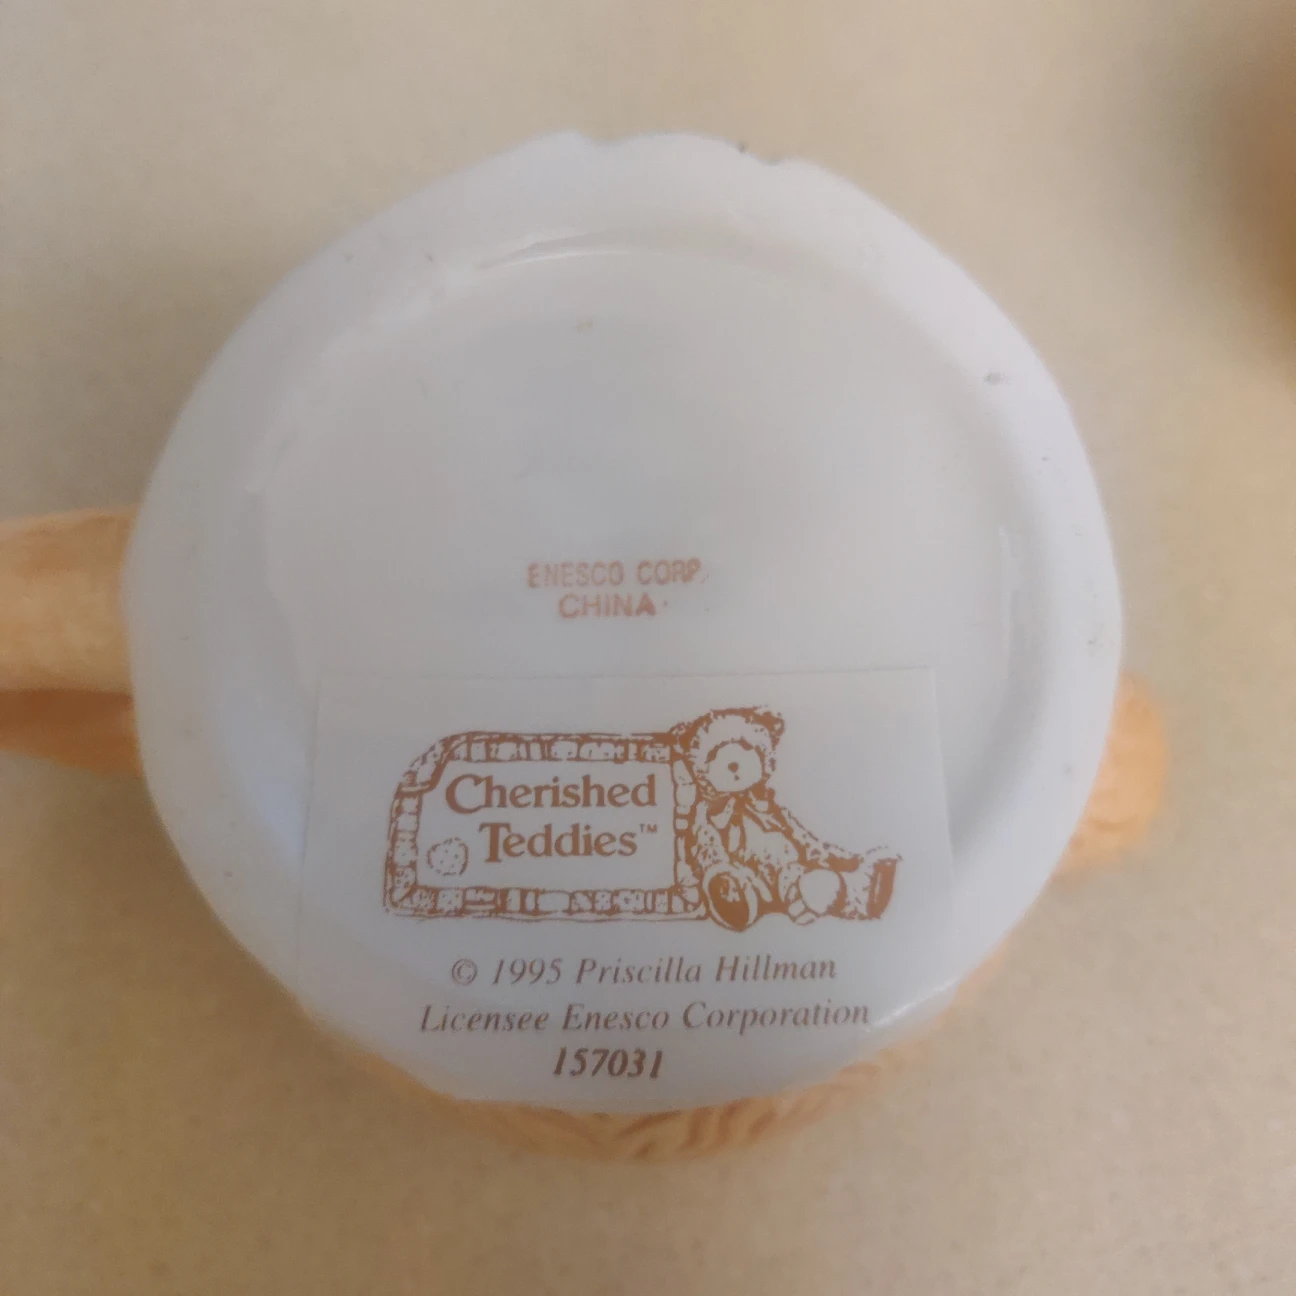 ENESCO CORP.
CHINA
Cherished
Teddies™
© 1995 Priscilla Hillman
Licensee Enesco Corporation
157031